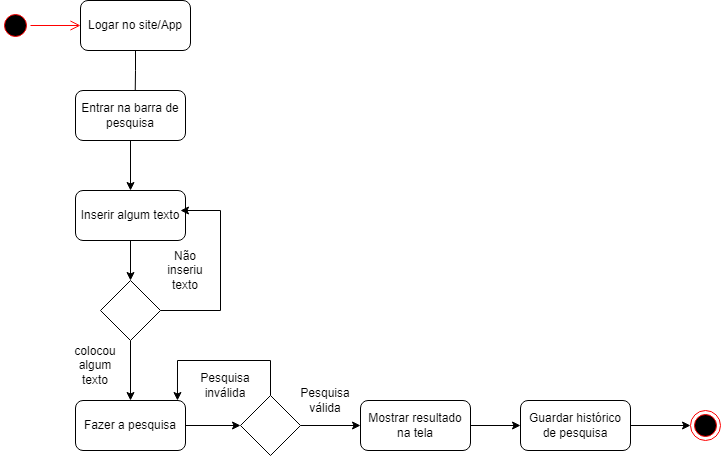 Logar no site/App
Entrar na barra de
pesquisa
Inserir algum texto
Não
inseriu
texto
colocou
algum
texto
Fazer a pesquisa
Pesquisa
inválida
Pesquisa
válida
Mostrar resultado
na tela
Guardar histórico
de pesquisa